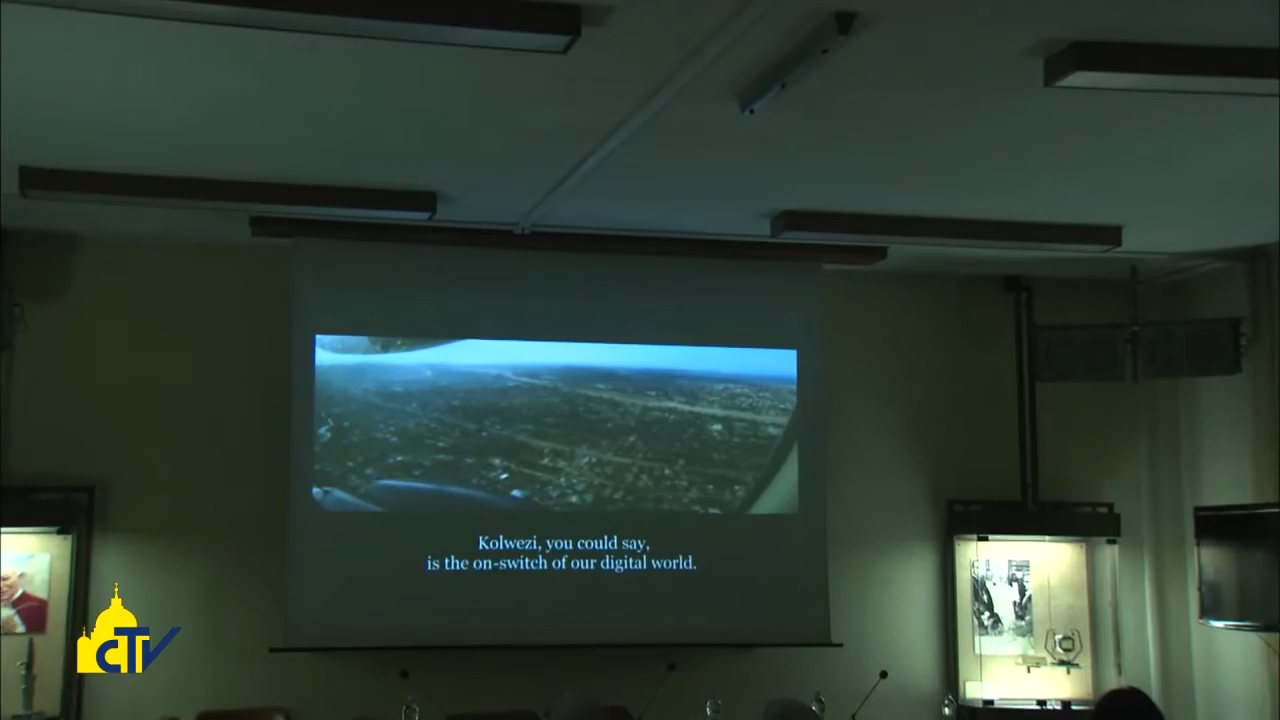 Kolwezi, you could say,
is the on-switch of our digital world.
CTV